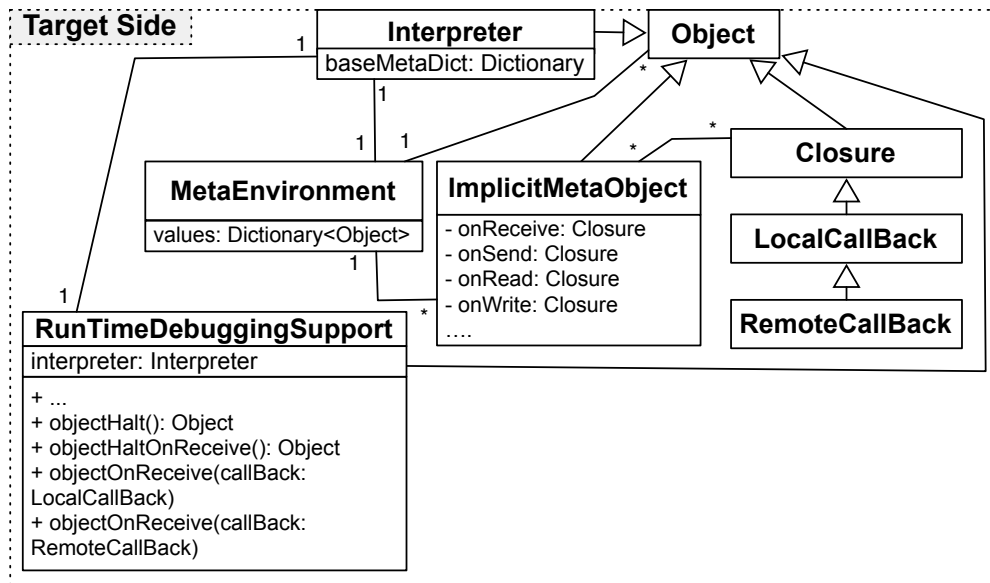 Target Side
Interpreter
baseMetaDict: Dictionary
Object
1
1
*
1
1
*
*
Closure
MetaEnvironment
values: Dictionary<Object>
ImplicitMetaObject
- onReceive: Closure
- onSend: Closure
- onRead: Closure
- onWrite: Closure
….
LocalCallBack
RemoteCallBack
1
*
1
RunTimeDebuggingSupport
interpreter: Interpreter
+ ...
+ objectHalt(): Object
+ objectHaltOnReceive(): Object
+ objectOnReceive(callBack:
LocalCallBack)
+ objectOnReceive(callBack:
RemoteCallBack)